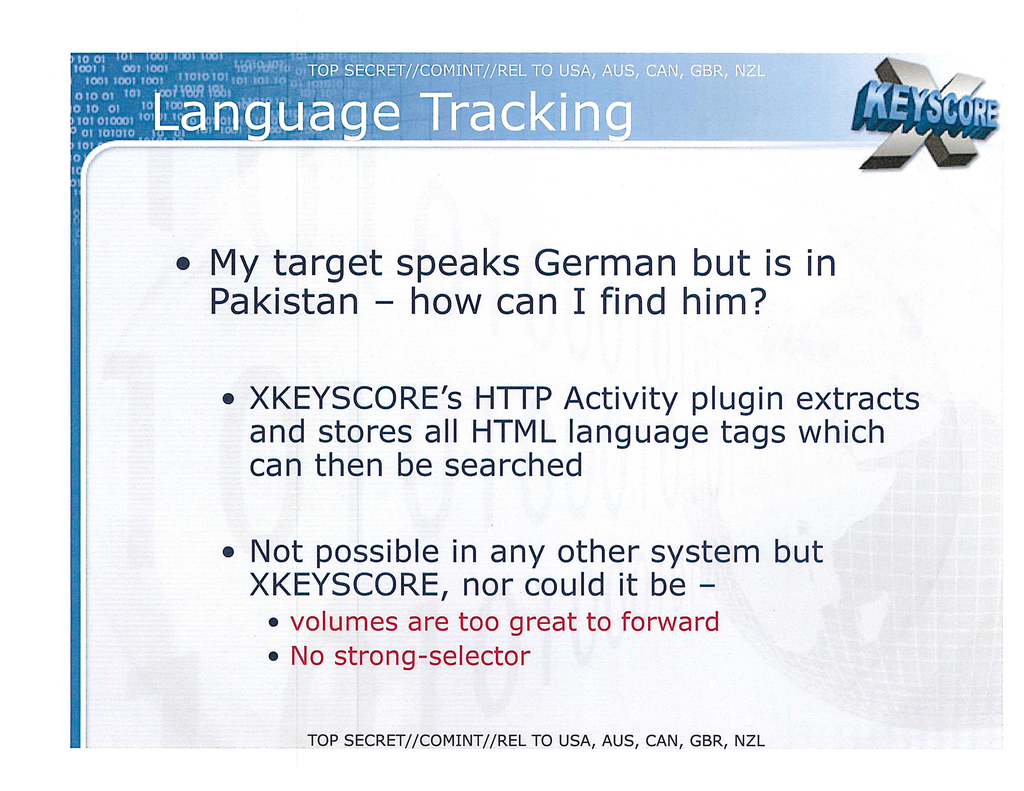 TOP SECRET//COMINT//REL TO USA, AUS, CAN, GBR, NZL
Language Tracking
X
KEYSCORE
• My target speaks German but is in
Pakistan – how can I find him?
• XKEYSCORE's HTTP Activity plugin extracts
and stores all HTML language tags which
can then be searched
• Not possible in any other system but
XKEYSCORE, nor could it be –
• volumes are too great to forward
• No strong-selector
TOP SECRET//COMINT//REL TO USA, AUS, CAN, GBR, NZL